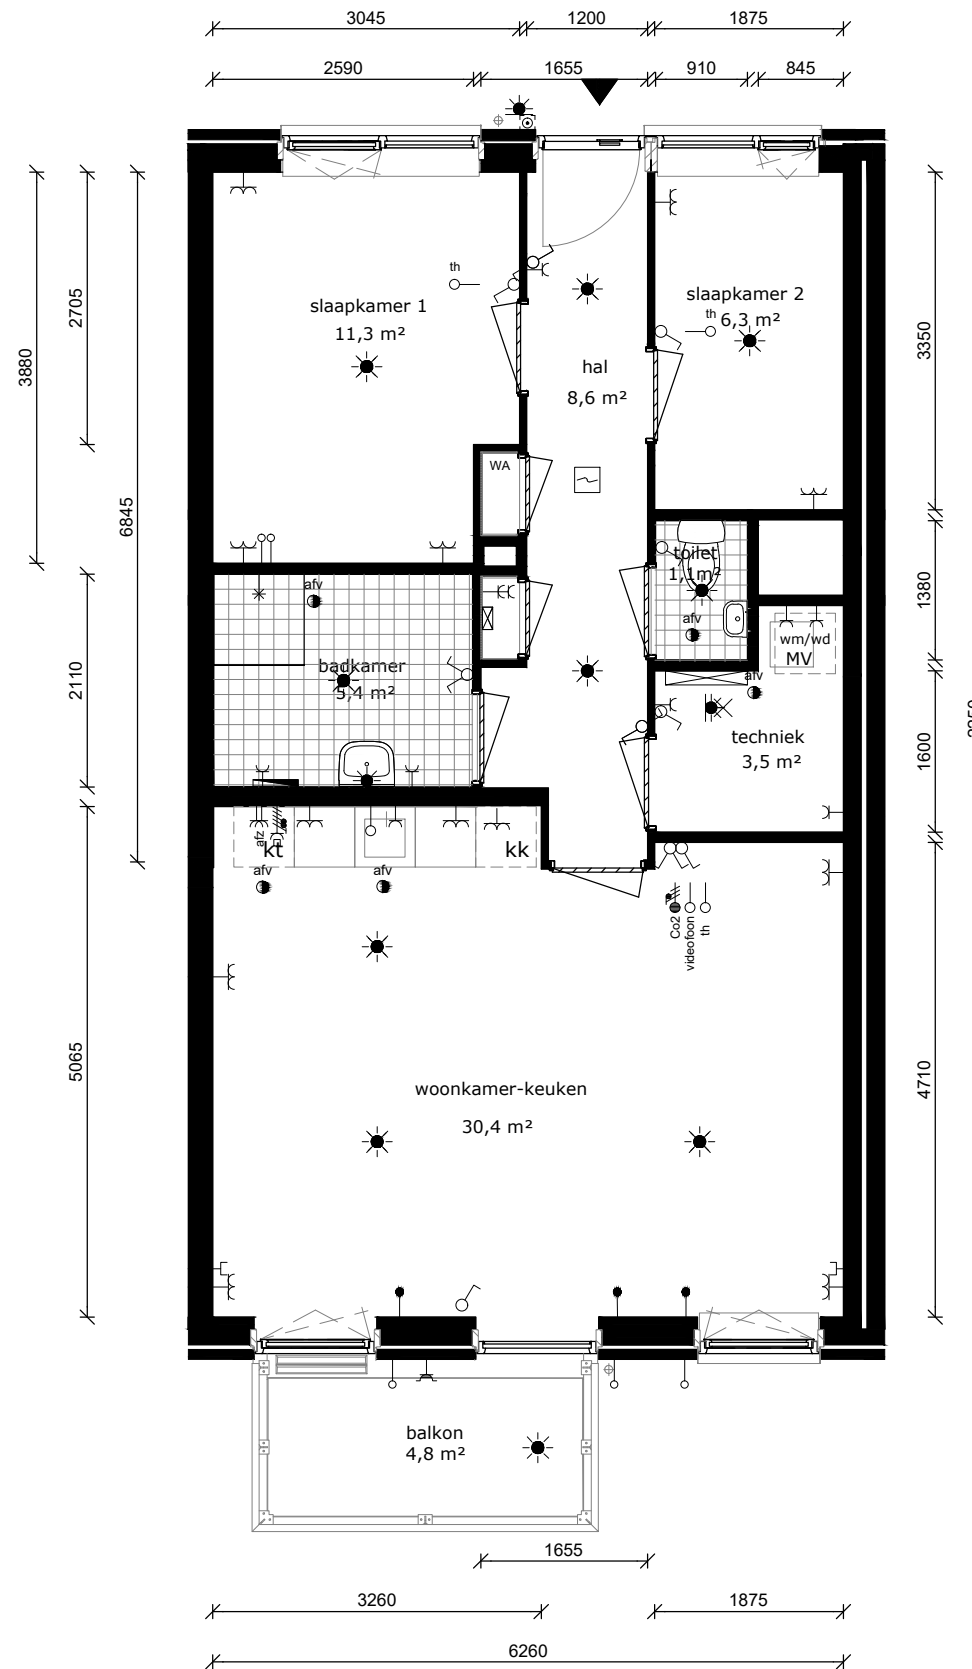 3045 1200 1875
2590 1655 910 845
th
slaapkamer 1
11,3 m²
slaapkamer 2
th 6,3 m²
hal
8,6 m²
2705
3880
3350
6845
WA
toilet
1,1m²
afv
afv
1380
wm/wd
MV
badkamer
5,4 m²
2110
afv
techniek
3,5 m²
1600
afz
kt
kk
afv
afv
Co2
videofoon
th
5065
4710
woonkamer-keuken
30,4 m²
balkon
4,8 m²
1655
3260 1875
6260